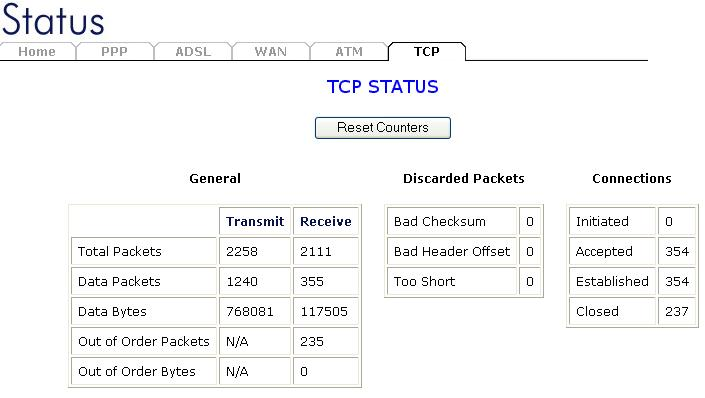 Status
Home PPP ADSL WAN ATM TCP
TCP STATUS
Reset Counters
General
Transmit Receive
Total Packets 2258 2111
Data Packets 1240 355
Data Bytes 768081 117505
Out of Order Packets N/A 235
Out of Order Bytes N/A 0
Discarded Packets
Bad Checksum 0
Bad Header Offset 0
Too Short 0
Connections
Initiated 0
Accepted 354
Established 354
Closed 237